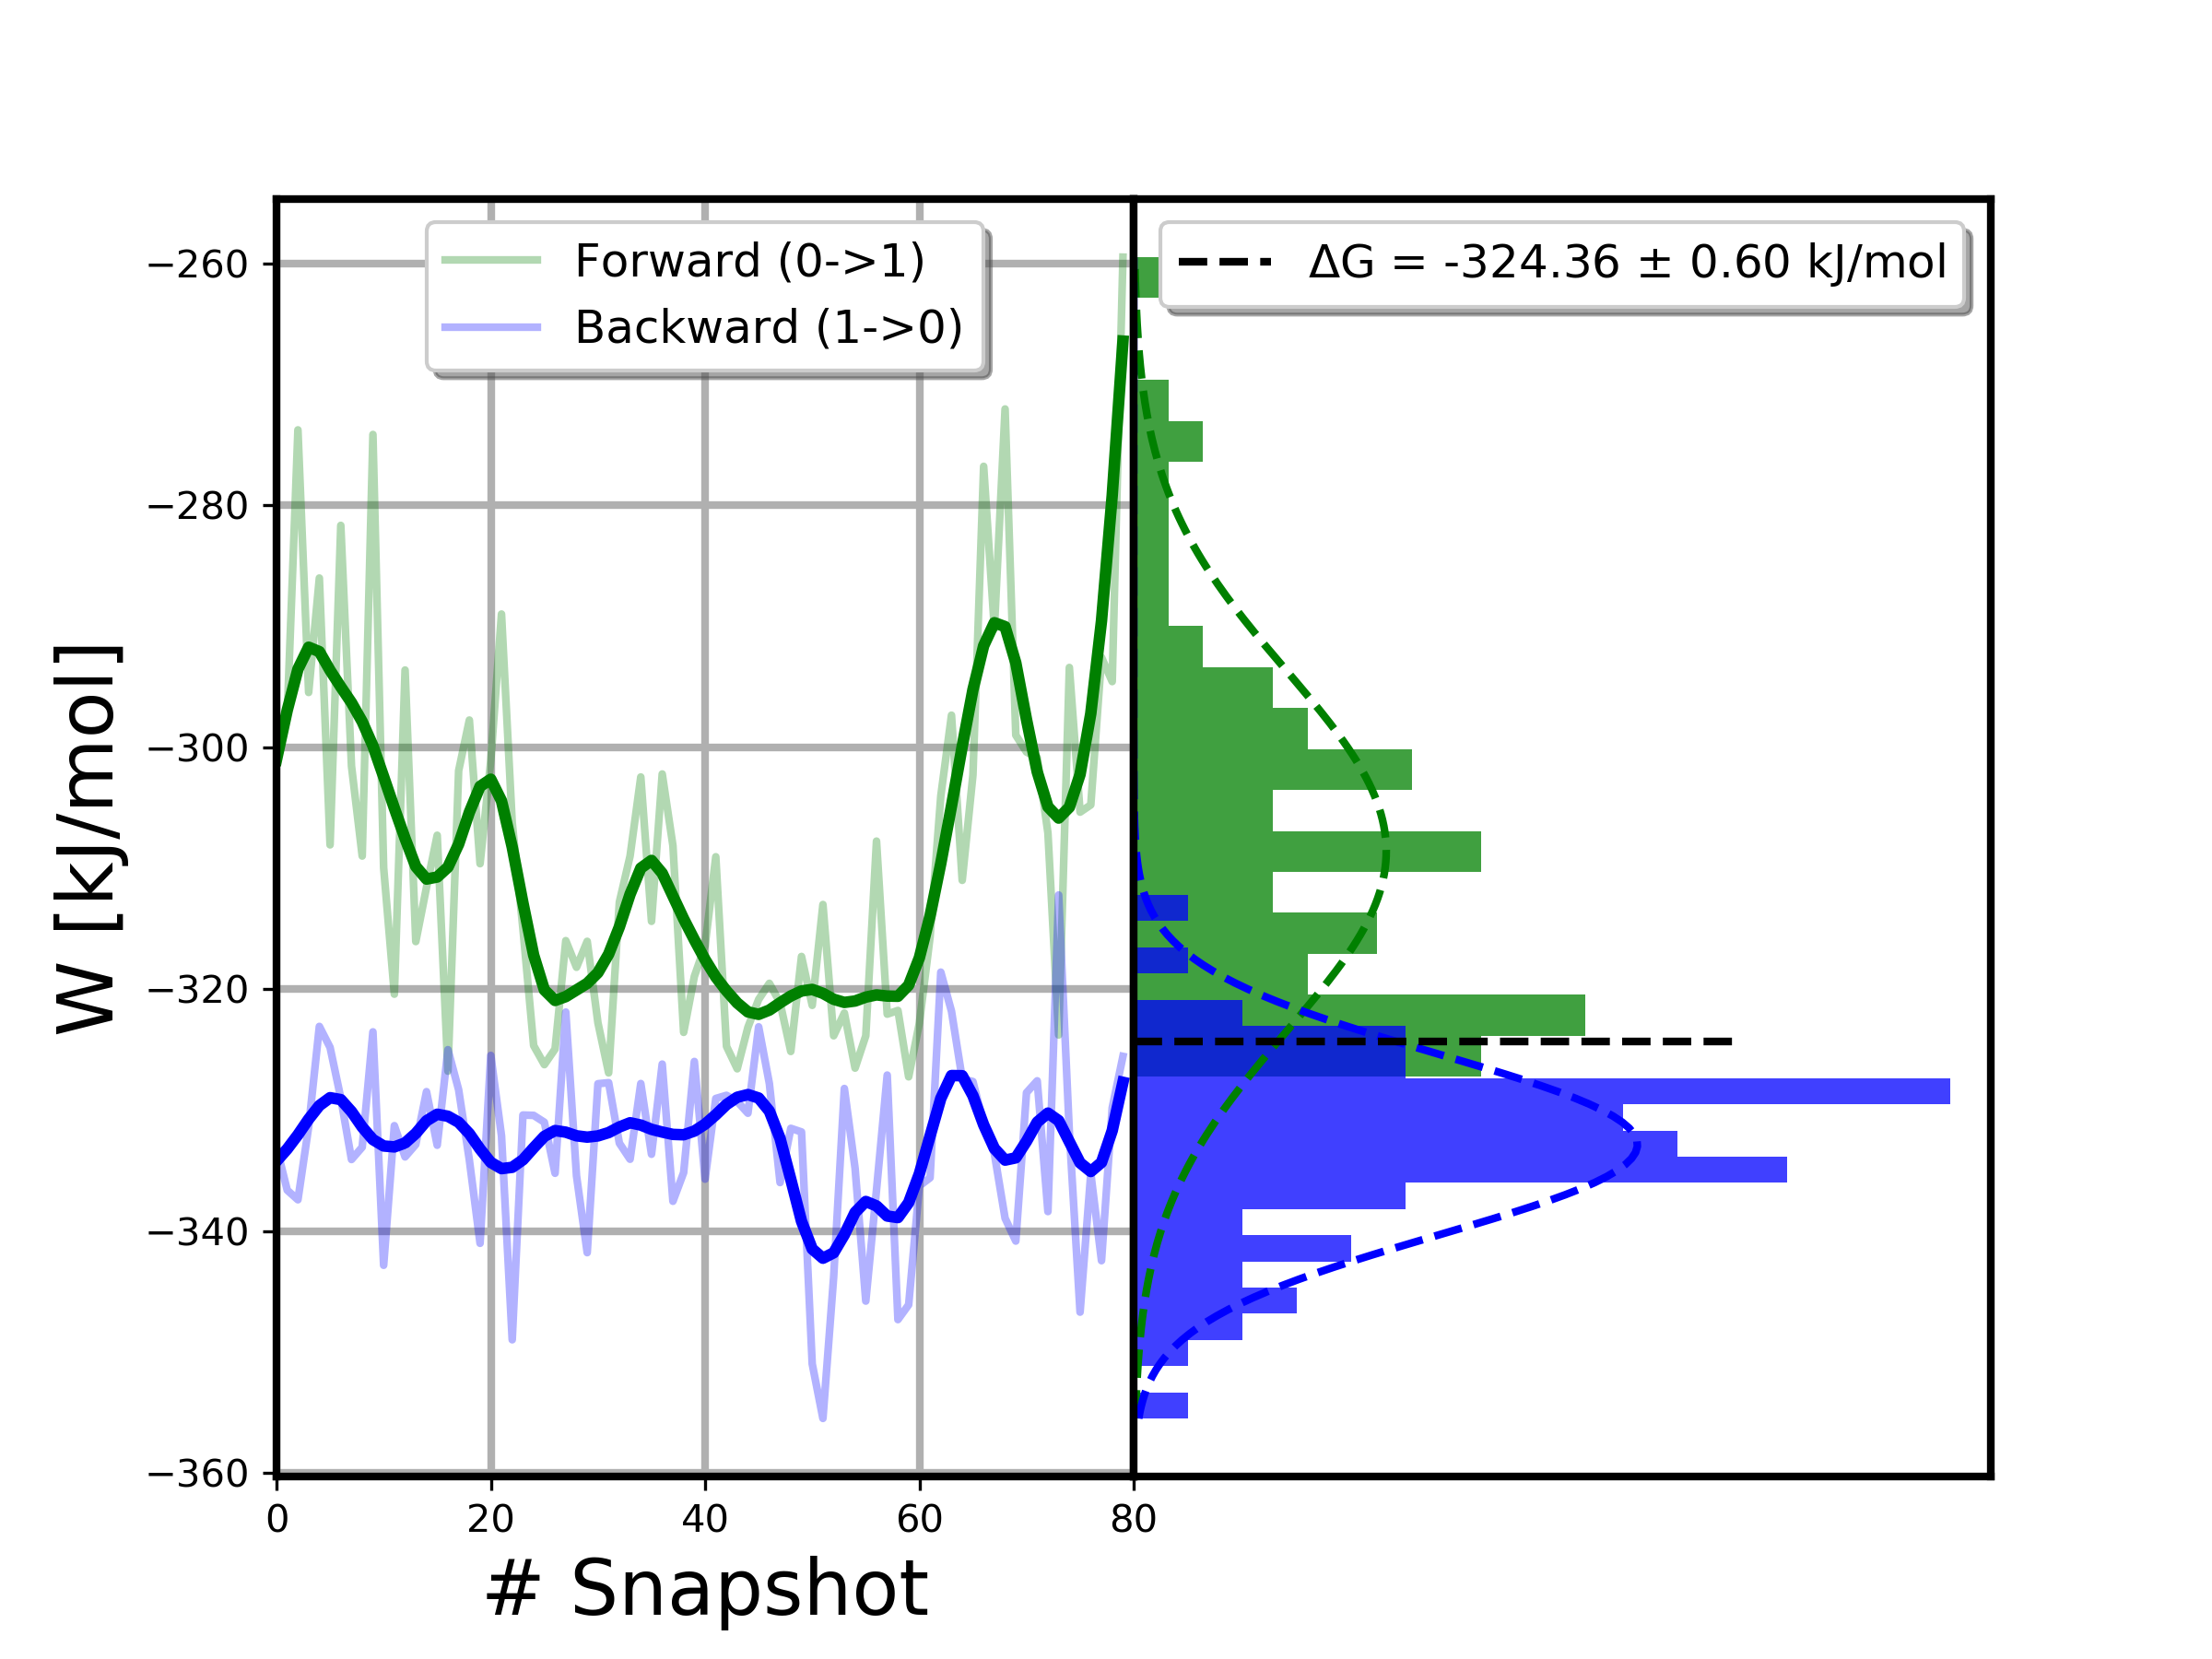 Forward (0->1)
Backward (1->0)
ΔG = -324.36 ± 0.60 kJ/mol
W [kJ/mol]
−260
−280
−300
−320
−340
−360
0 20 40 60 80
# Snapshot